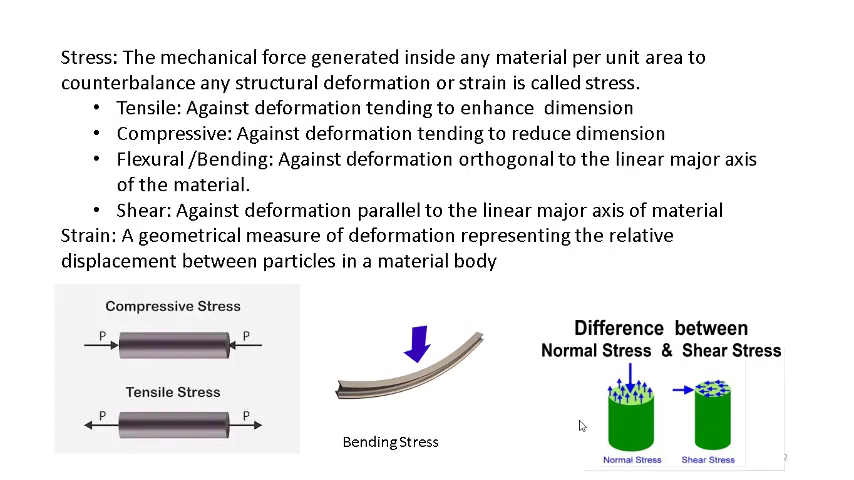 Stress: The mechanical force generated inside any material per unit area to
counterbalance any structural deformation or strain is called stress.
• Tensile: Against deformation tending to enhance dimension
• Compressive: Against deformation tending to reduce dimension
• Flexural /Bending: Against deformation orthogonal to the linear major axis
of the material.
• Shear: Against deformation parallel to the linear major axis of material
Strain: A geometrical measure of deformation representing the relative
displacement between particles in a material body
Compressive Stress
P P
Tensile Stress
P P
Bending Stress
Difference between
Normal Stress & Shear Stress
Normal Stress Shear Stress
2